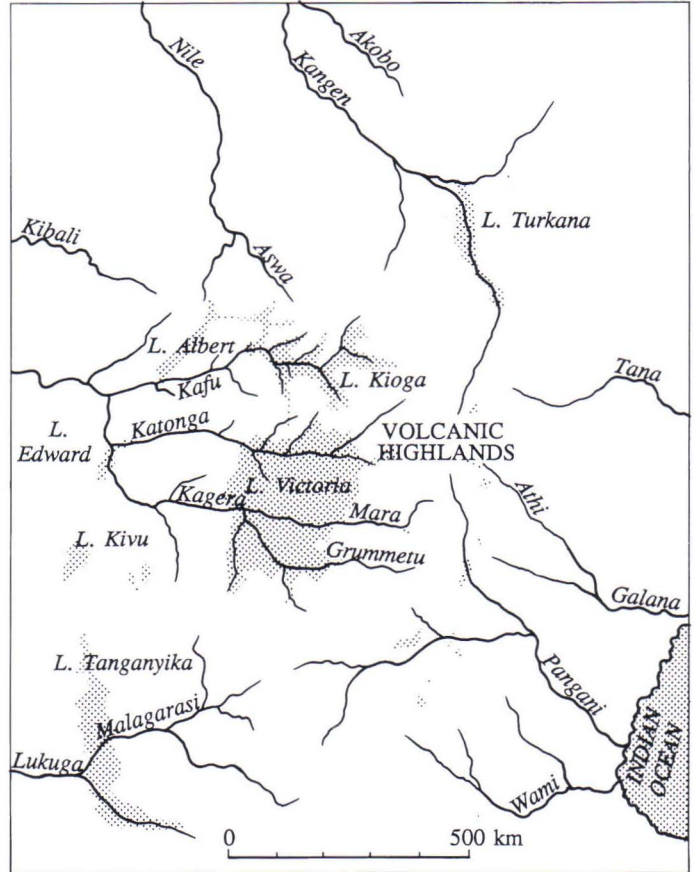 Nile
Akobo
Kangen
L. Turkana
Kibali
Aswa
L. Albert
Kafu
L. Kioga
Tana
L.
Edward
Katonga
VOLCANIC
HIGHLANDS
Kagera
L. Victoria
Mara
Athi
L. Kivu
Grummetu
Galana
L. Tanganyika
Pangani
Malagarasi
INDIAN
OCEAN
Lukuga
Wami
0
500 km